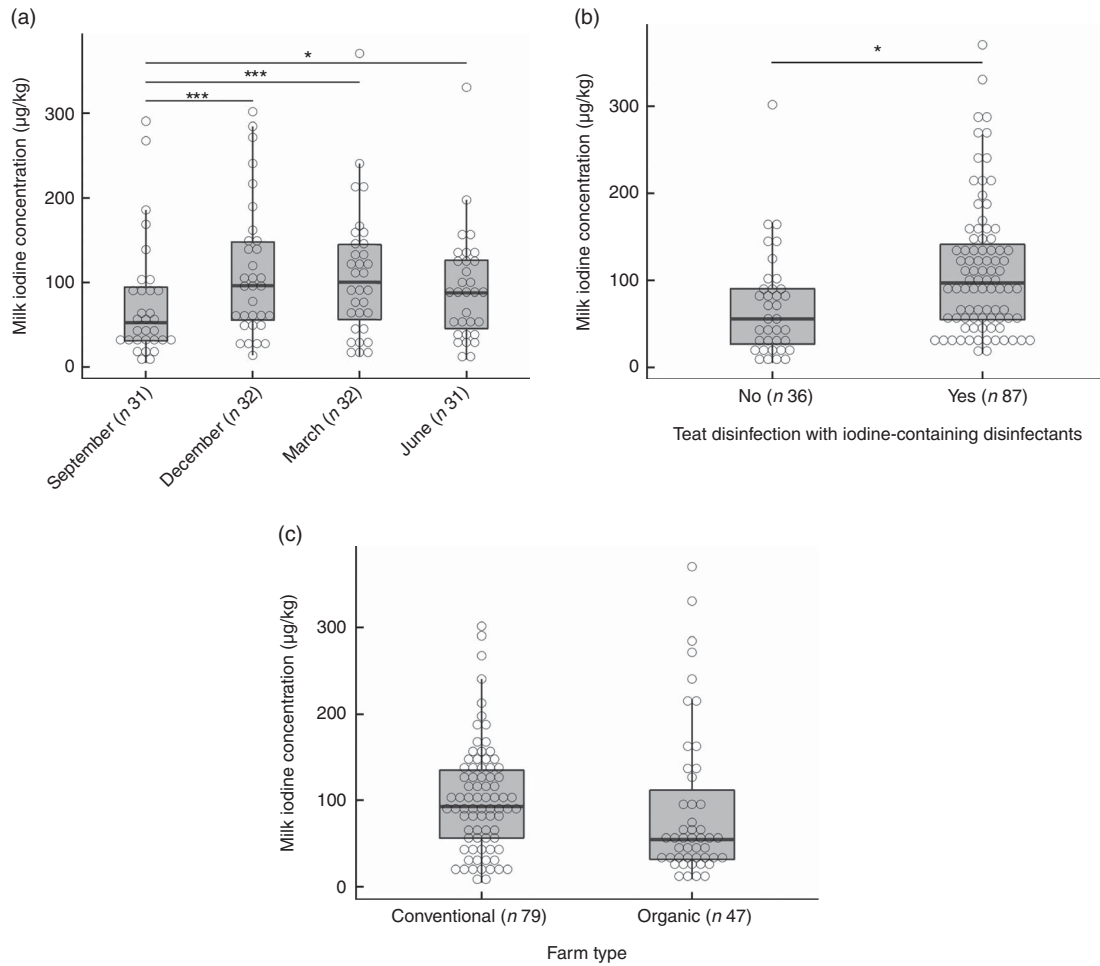 (a)
Milk iodine concentration (µg/kg)
300
200
100
0
*
***
***
September (n 31)
December (n 32)
March (n 32)
June (n 31)
(b)
Milk iodine concentration (µg/kg)
300
200
100
0
*
No (n 36)
Yes (n 87)
Teat disinfection with iodine-containing disinfectants
(c)
Milk iodine concentration (µg/kg)
300
200
100
0
Conventional (n 79)
Organic (n 47)
Farm type